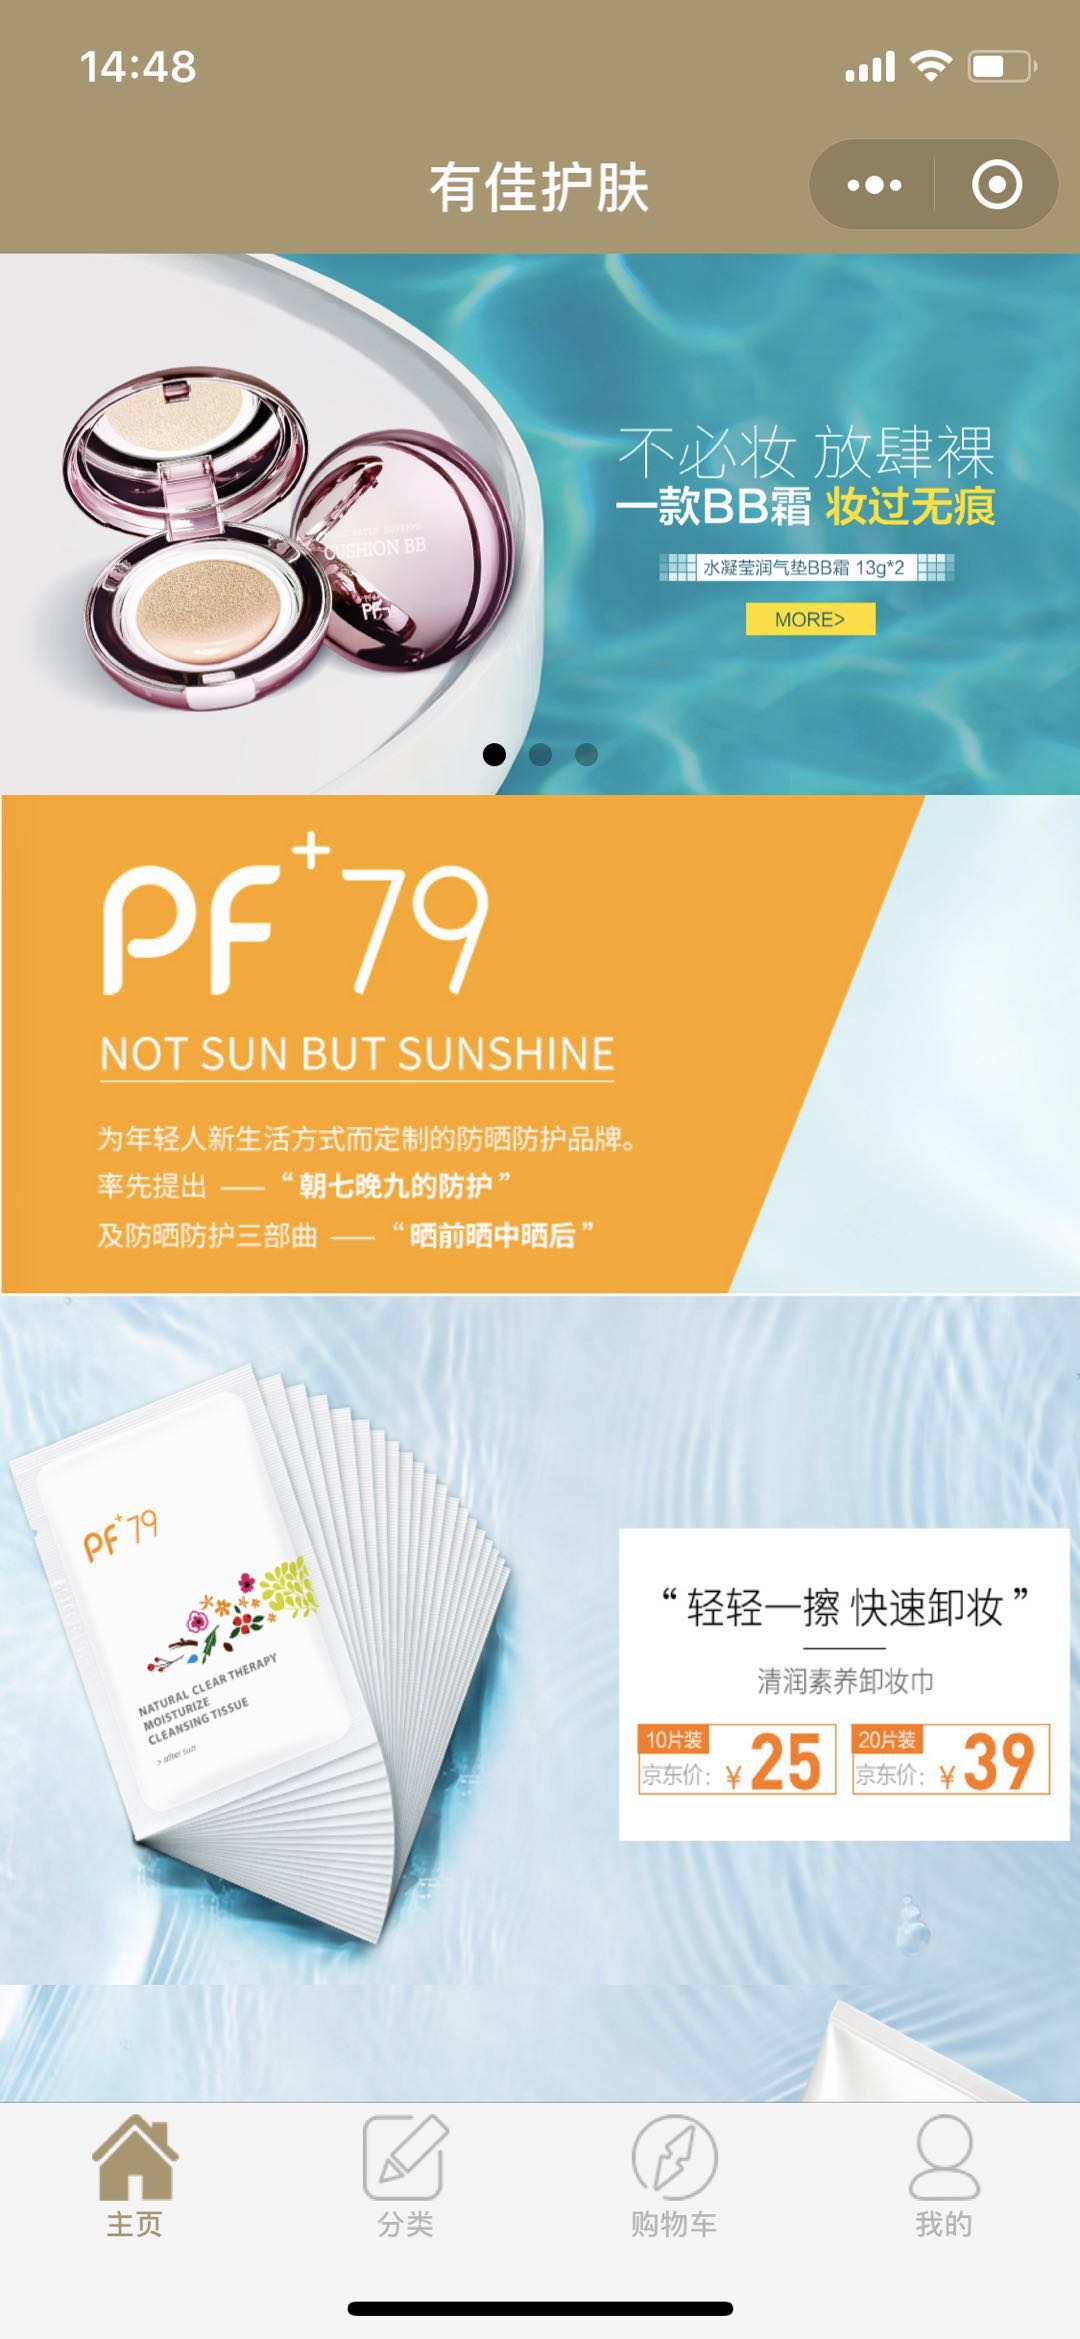 14:48
有佳护肤
不必妆 放肆裸
一款BB霜 妆过无痕
水凝莹润气垫BB霜 13g*2
MORE>
CUSHION BB
PF+79
NOT SUN BUT SUNSHINE
为年轻人新生活方式而定制的防晒防护品牌。
率先提出 —— “朝七晚九的防护”
及防晒防护三部曲 —— “晒前晒中晒后”
PF+79
NATURAL CLEAR THERAPY
MOISTURIZE
CLEANSING TISSUE
> after sun
“轻轻一擦 快速卸妆”
清润素养卸妆巾
10片装
京东价: ¥25
20片装
京东价: ¥39
主页
分类
购物车
我的